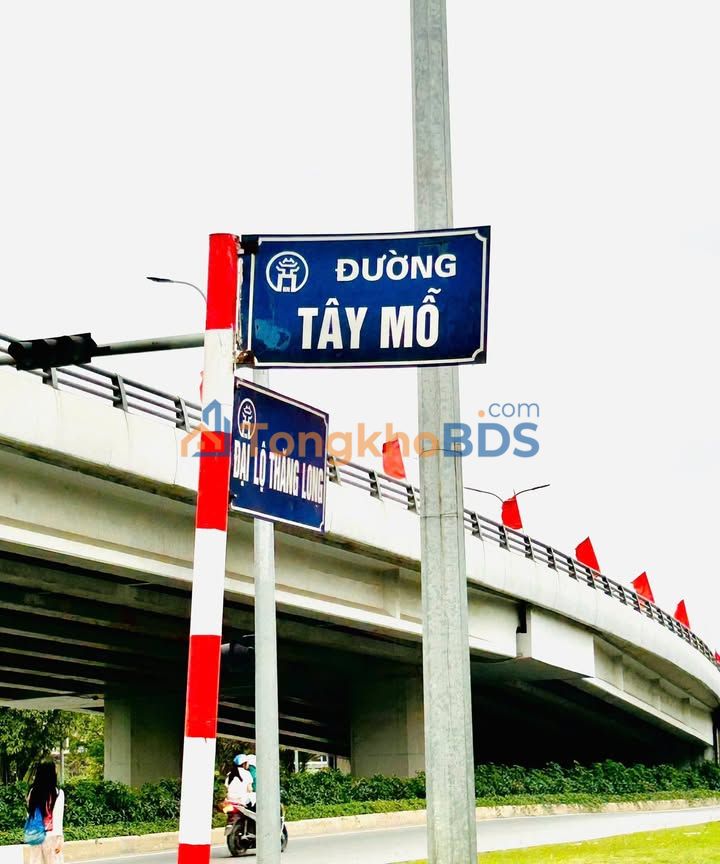 ĐƯỜNG
TÂY MỖ
ĐẠI LỘ THĂNG LONG
TongkhoBDS.com